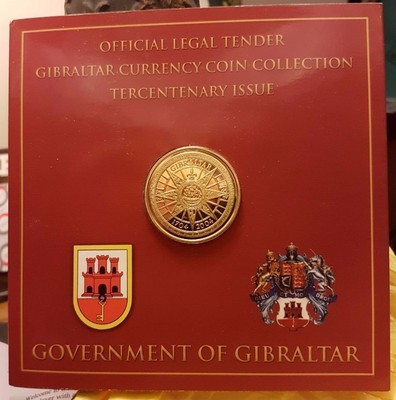 OFFICIAL LEGAL TENDER
GIBRALTAR CURRENCY COIN COLLECTION
TERCENTENARY ISSUE
GIBRALTAR
1704 2004
GOVERNMENT OF GIBRALTAR